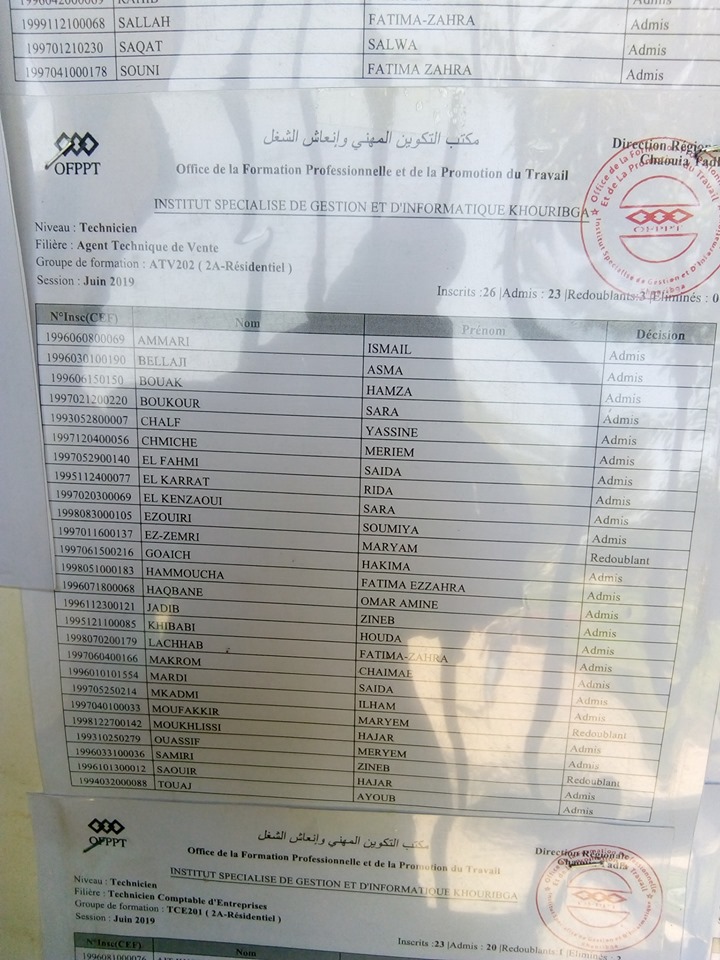 1999112100068 SALLAH FATIMA-ZAHRA Admis
199701210230 SAQAT SALWA Admis
1997041000178 SOUNI FATIMA ZAHRA Admis
OFPPT
مكتب التكوين المهني وإنعاش الشغل
Office de la Formation Professionnelle et de la Promotion du Travail
INSTITUT SPECIALISE DE GESTION ET D'INFORMATIQUE KHOURIBGA
Niveau : Technicien
Filière : Agent Technique de Vente
Groupe de formation : ATV202 ( 2A-Résidentiel )
Session : Juin 2019
Inscrits :26 |Admis : 23 |Redoublants:3 |Eliminés : 0
N°Insc(CEF) Nom Prénom Décision
1996060800069 AMMARI ISMAIL Admis
1996030100190 BELLAJI ASMA Admis
199606150150 BOUAK HAMZA Admis
1997021200220 BOUKOUR SARA Admis
1993052800007 CHALF YASSINE Admis
1997120400056 CHMICHE MERIEM Admis
1997052900140 EL FAHMI SAIDA Admis
1995112400077 EL KARRAT RIDA Admis
1997020300069 EL KENZAOUI SARA Admis
1998083000105 EZOUIRI SOUMIYA Admis
1997011600137 EZ-ZEMRI MARYAM Redoublant
1997061500216 GOAICH HAKIMA Admis
1998051000183 HAMMOUCHA FATIMA EZZAHRA Admis
1996071800068 HAQBANE OMAR AMINE Admis
1996112300121 JADIB ZINEB Admis
1995121100085 KHIBABI HOUDA Admis
1998070200179 LACHHAB FATIMA-ZAHRA Admis
1997060400166 MAKROM CHAIMAE Admis
1996010101554 MARDI SAIDA Admis
199705250214 MKADMI ILHAM Admis
1997040100033 MOUFAKKIR MARYEM Redoublant
1998122700142 MOUKHLISSI HAJAR Admis
199310250279 OUASSIF MERYEM Admis
1996033100036 SAMIRI ZINEB Redoublant
1996101300012 SAOUIR HAJAR Admis
1994032000088 TOUAJ AYOUB Admis
OFPPT
مكتب التكوين المهني وإنعاش الشغل
Office de la Formation Professionnelle et de la Promotion du Travail
Direction Régionale
INSTITUT SPECIALISE DE GESTION ET D'INFORMATIQUE KHOURIBGA
Niveau : Technicien
Filière : Technicien Comptable d'Entreprises
Groupe de formation : TCE201 ( 2A-Résidentiel )
Session : Juin 2019
Inscrits :23 |Admis : 20 |Redoublants:1 |Eliminés :
N°Insc(CEF) Nom